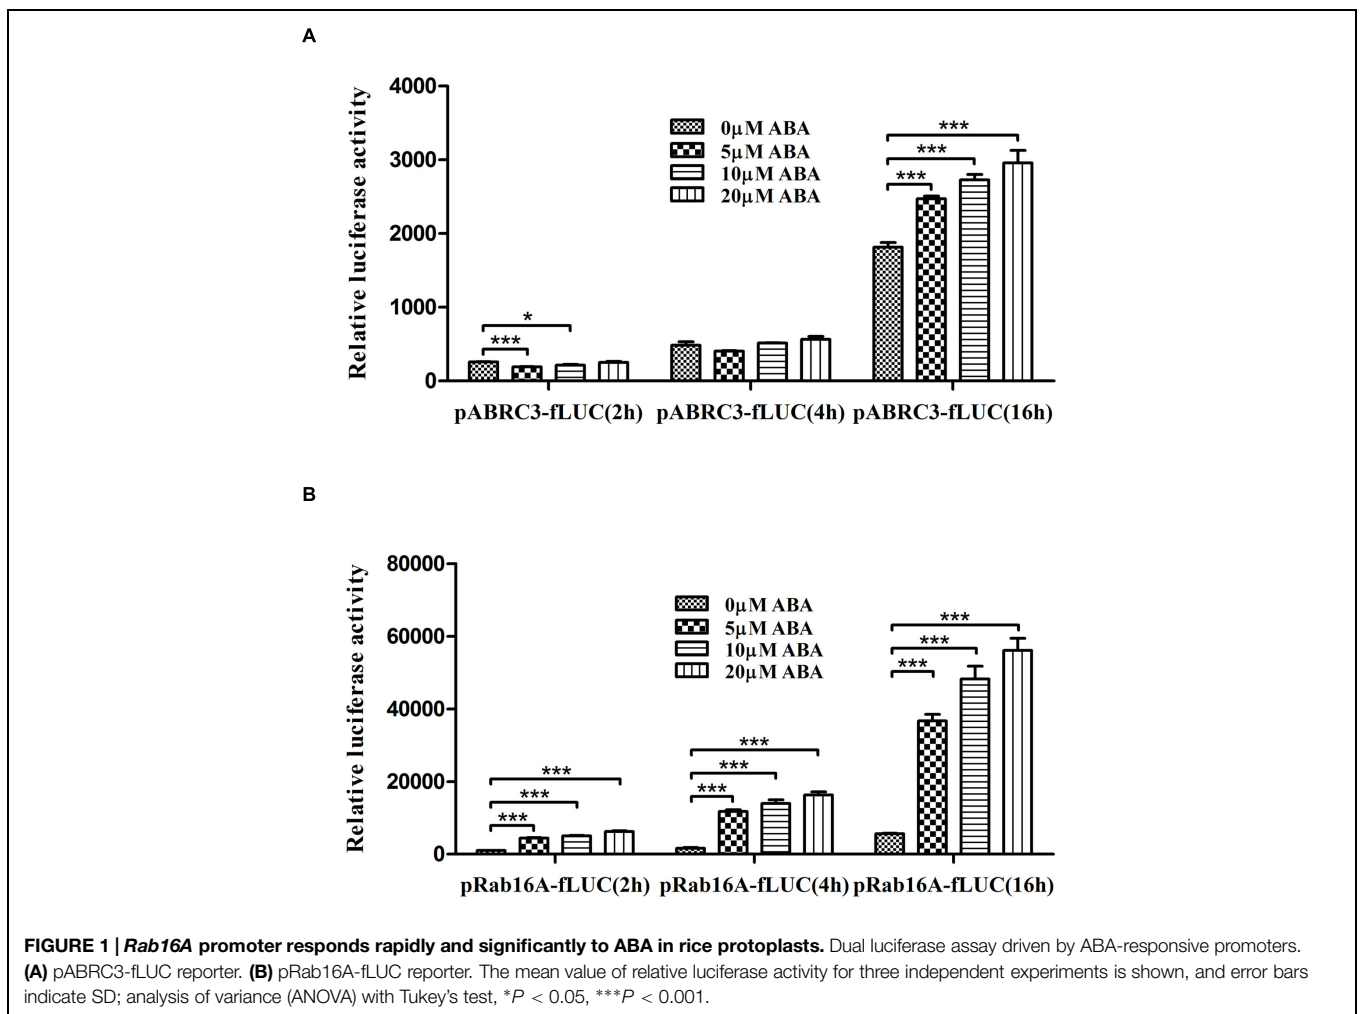 A
Relative luciferase activity
4000
3000
2000
1000
0
0μM ABA
5μM ABA
10μM ABA
20μM ABA
***
*
***
***
***
pABRC3-fLUC(2h) pABRC3-fLUC(4h) pABRC3-fLUC(16h)
B
Relative luciferase activity
80000
60000
40000
20000
0
0μM ABA
5μM ABA
10μM ABA
20μM ABA
***
***
***
***
***
***
***
***
***
pRab16A-fLUC(2h) pRab16A-fLUC(4h) pRab16A-fLUC(16h)
FIGURE 1 | Rab16A promoter responds rapidly and significantly to ABA in rice protoplasts. Dual luciferase assay driven by ABA-responsive promoters.
(A) pABRC3-fLUC reporter. (B) pRab16A-fLUC reporter. The mean value of relative luciferase activity for three independent experiments is shown, and error bars
indicate SD; analysis of variance (ANOVA) with Tukey's test, *P < 0.05, ***P < 0.001.